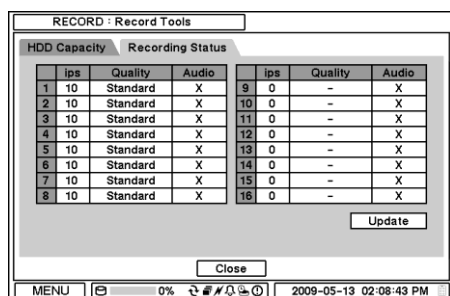 RECORD : Record Tools
HDD Capacity Recording Status
ips Quality Audio ips Quality Audio
1 10 Standard X 9 0 – X
2 10 Standard X 10 0 – X
3 10 Standard X 11 0 – X
4 10 Standard X 12 0 – X
5 10 Standard X 13 0 – X
6 10 Standard X 14 0 – X
7 10 Standard X 15 0 – X
8 10 Standard X 16 0 – X
Update
Close
MENU 0% 2009-05-13 02:08:43 PM